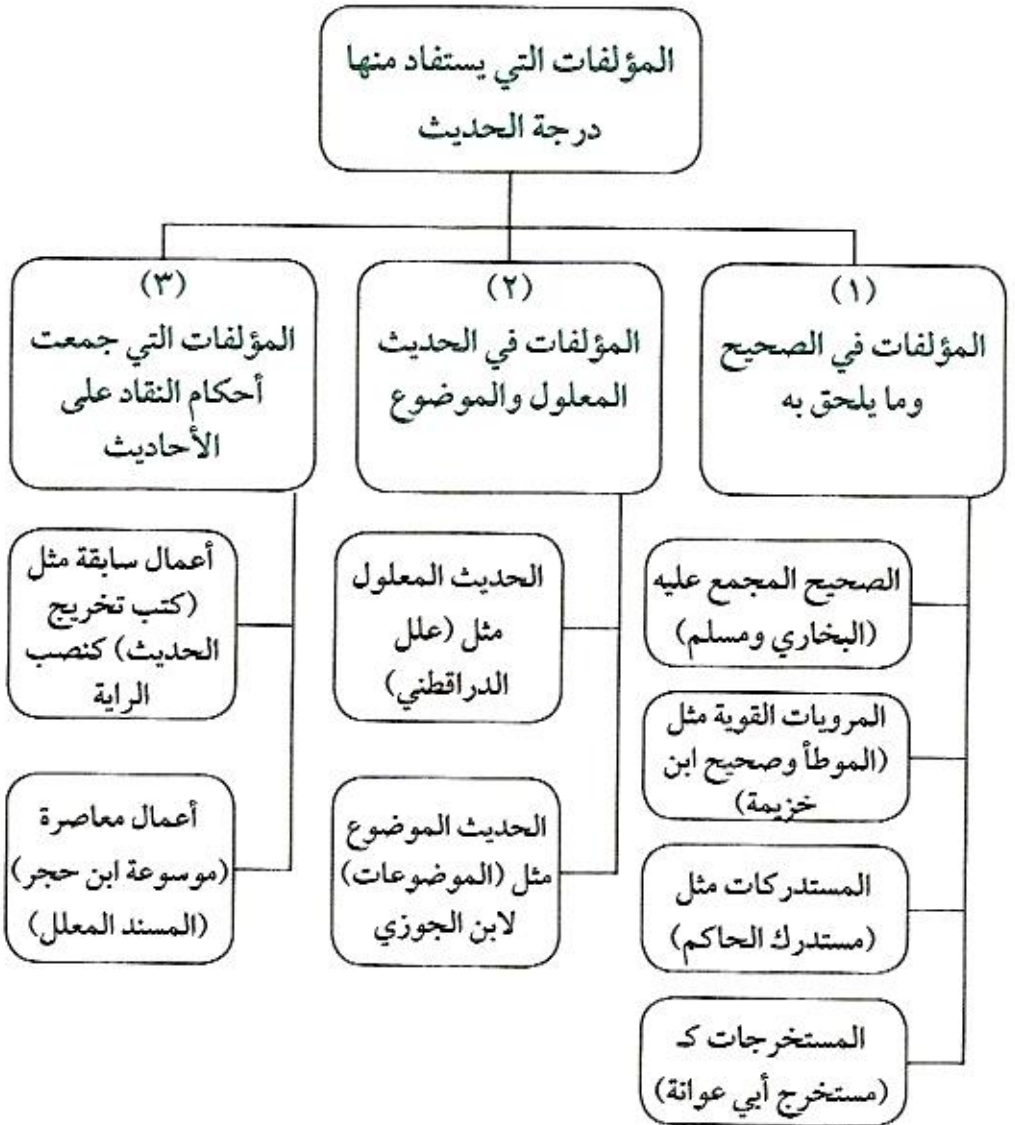 المؤلفات التي يستفاد منها
درجة الحديث
(١)
المؤلفات في الصحيح
وما يلحق به
الصحيح المجمع عليه
(البخاري ومسلم)
المرويات القوية مثل
(الموطأ وصحيح ابن
خزيمة)
المستدركات مثل
(مستدرك الحاكم)
المستخرجات كـ
(مستخرج أبي عوانة)
(٢)
المؤلفات في الحديث
المعلول والموضوع
الحديث المعلول
مثل (علل
الدراقطني)
الحديث الموضوع
مثل (الموضوعات)
لابن الجوزي
(٣)
المؤلفات التي جمعت
أحكام النقاد على
الأحاديث
أعمال سابقة مثل
(كتب تخريج
الحديث) كنصب
الراية
أعمال معاصرة
(موسوعة ابن حجر)
(المسند المعلل)